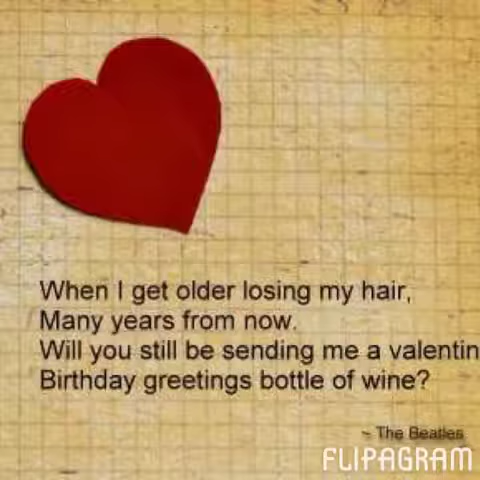 When I get older losing my hair,
Many years from now.
Will you still be sending me a valentin
Birthday greetings bottle of wine?
~ The Beatles
FLIPAGRAM